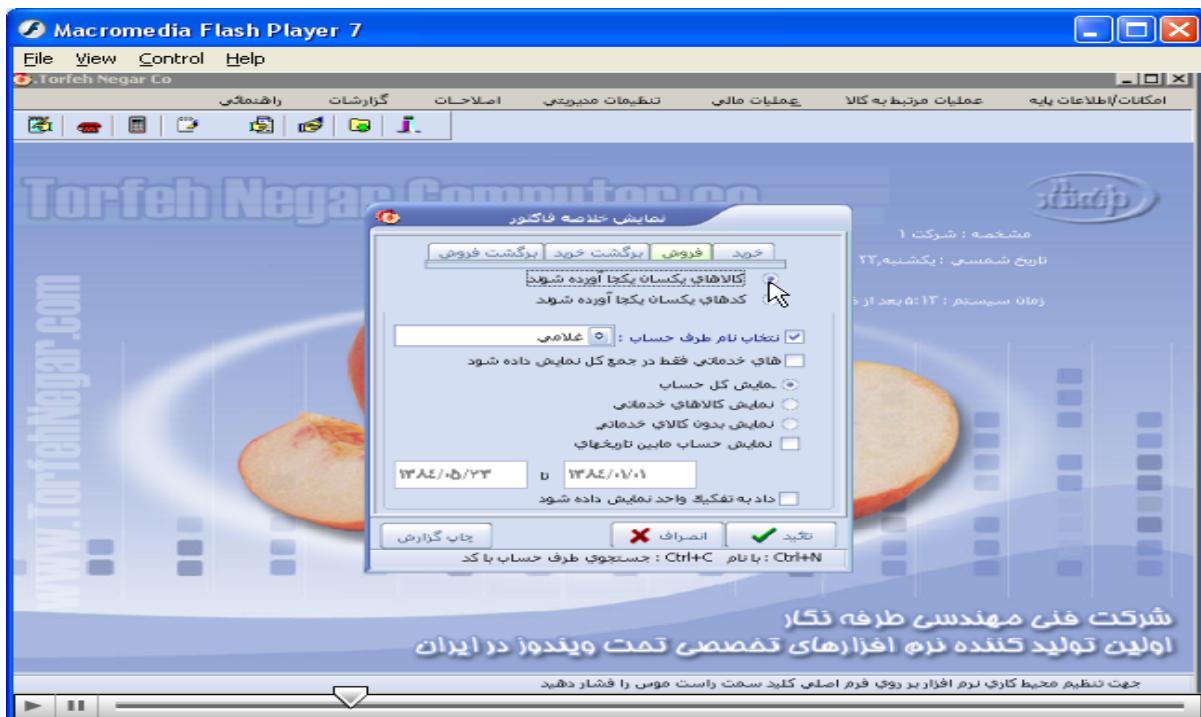 Macromedia Flash Player 7
File View Control Help
.Torfeh Negar Co
امکانات/اطلاعات پایه عملیات مرتبط به کالا عملیات مالی تنظیمات مدیریتی اصلاحات گزارشات راهنمائی
Torfeh Negar Computer co
نمایش خلاصه فاکتور
مشخصه : شرکت ۱
خرید فروش برگشت خرید برگشت فروش
تاریخ شمسی : یکشنبه,۲۲
کالاهای یکسان یکجا آورده شوند
کدهای یکسان یکجا آورده شوند
زمان سیستم : ۵:۱۲ بعد از
نتخاب نام طرف حساب : غلامی
های خدماتی فقط در جمع کل نمایش داده شود
مایش کل حساب
نمایش کالاهای خدماتی
نمایش بدون کالای خدماتی
نمایش حساب مابین تاریخهای
۱۳۸٤/۰۱/۰۱ تا ۱۳۸٤/۰۵/۲۳
داد به تفکیک واحد نمایش داده شود
تائید انصراف چاپ گزارش
Ctrl+N : با نام Ctrl+C : جستجوی طرف حساب با کد
www.TorfehNegar.com
شرکت فنی مهندسی طرفه نگار
اولین تولید کننده نرم افزارهای تخصصی تحت ویندوز در ایران
جهت تنظیم محیط کاری نرم افزار بر روی فرم اصلی کلید سمت راست موس را فشار دهید